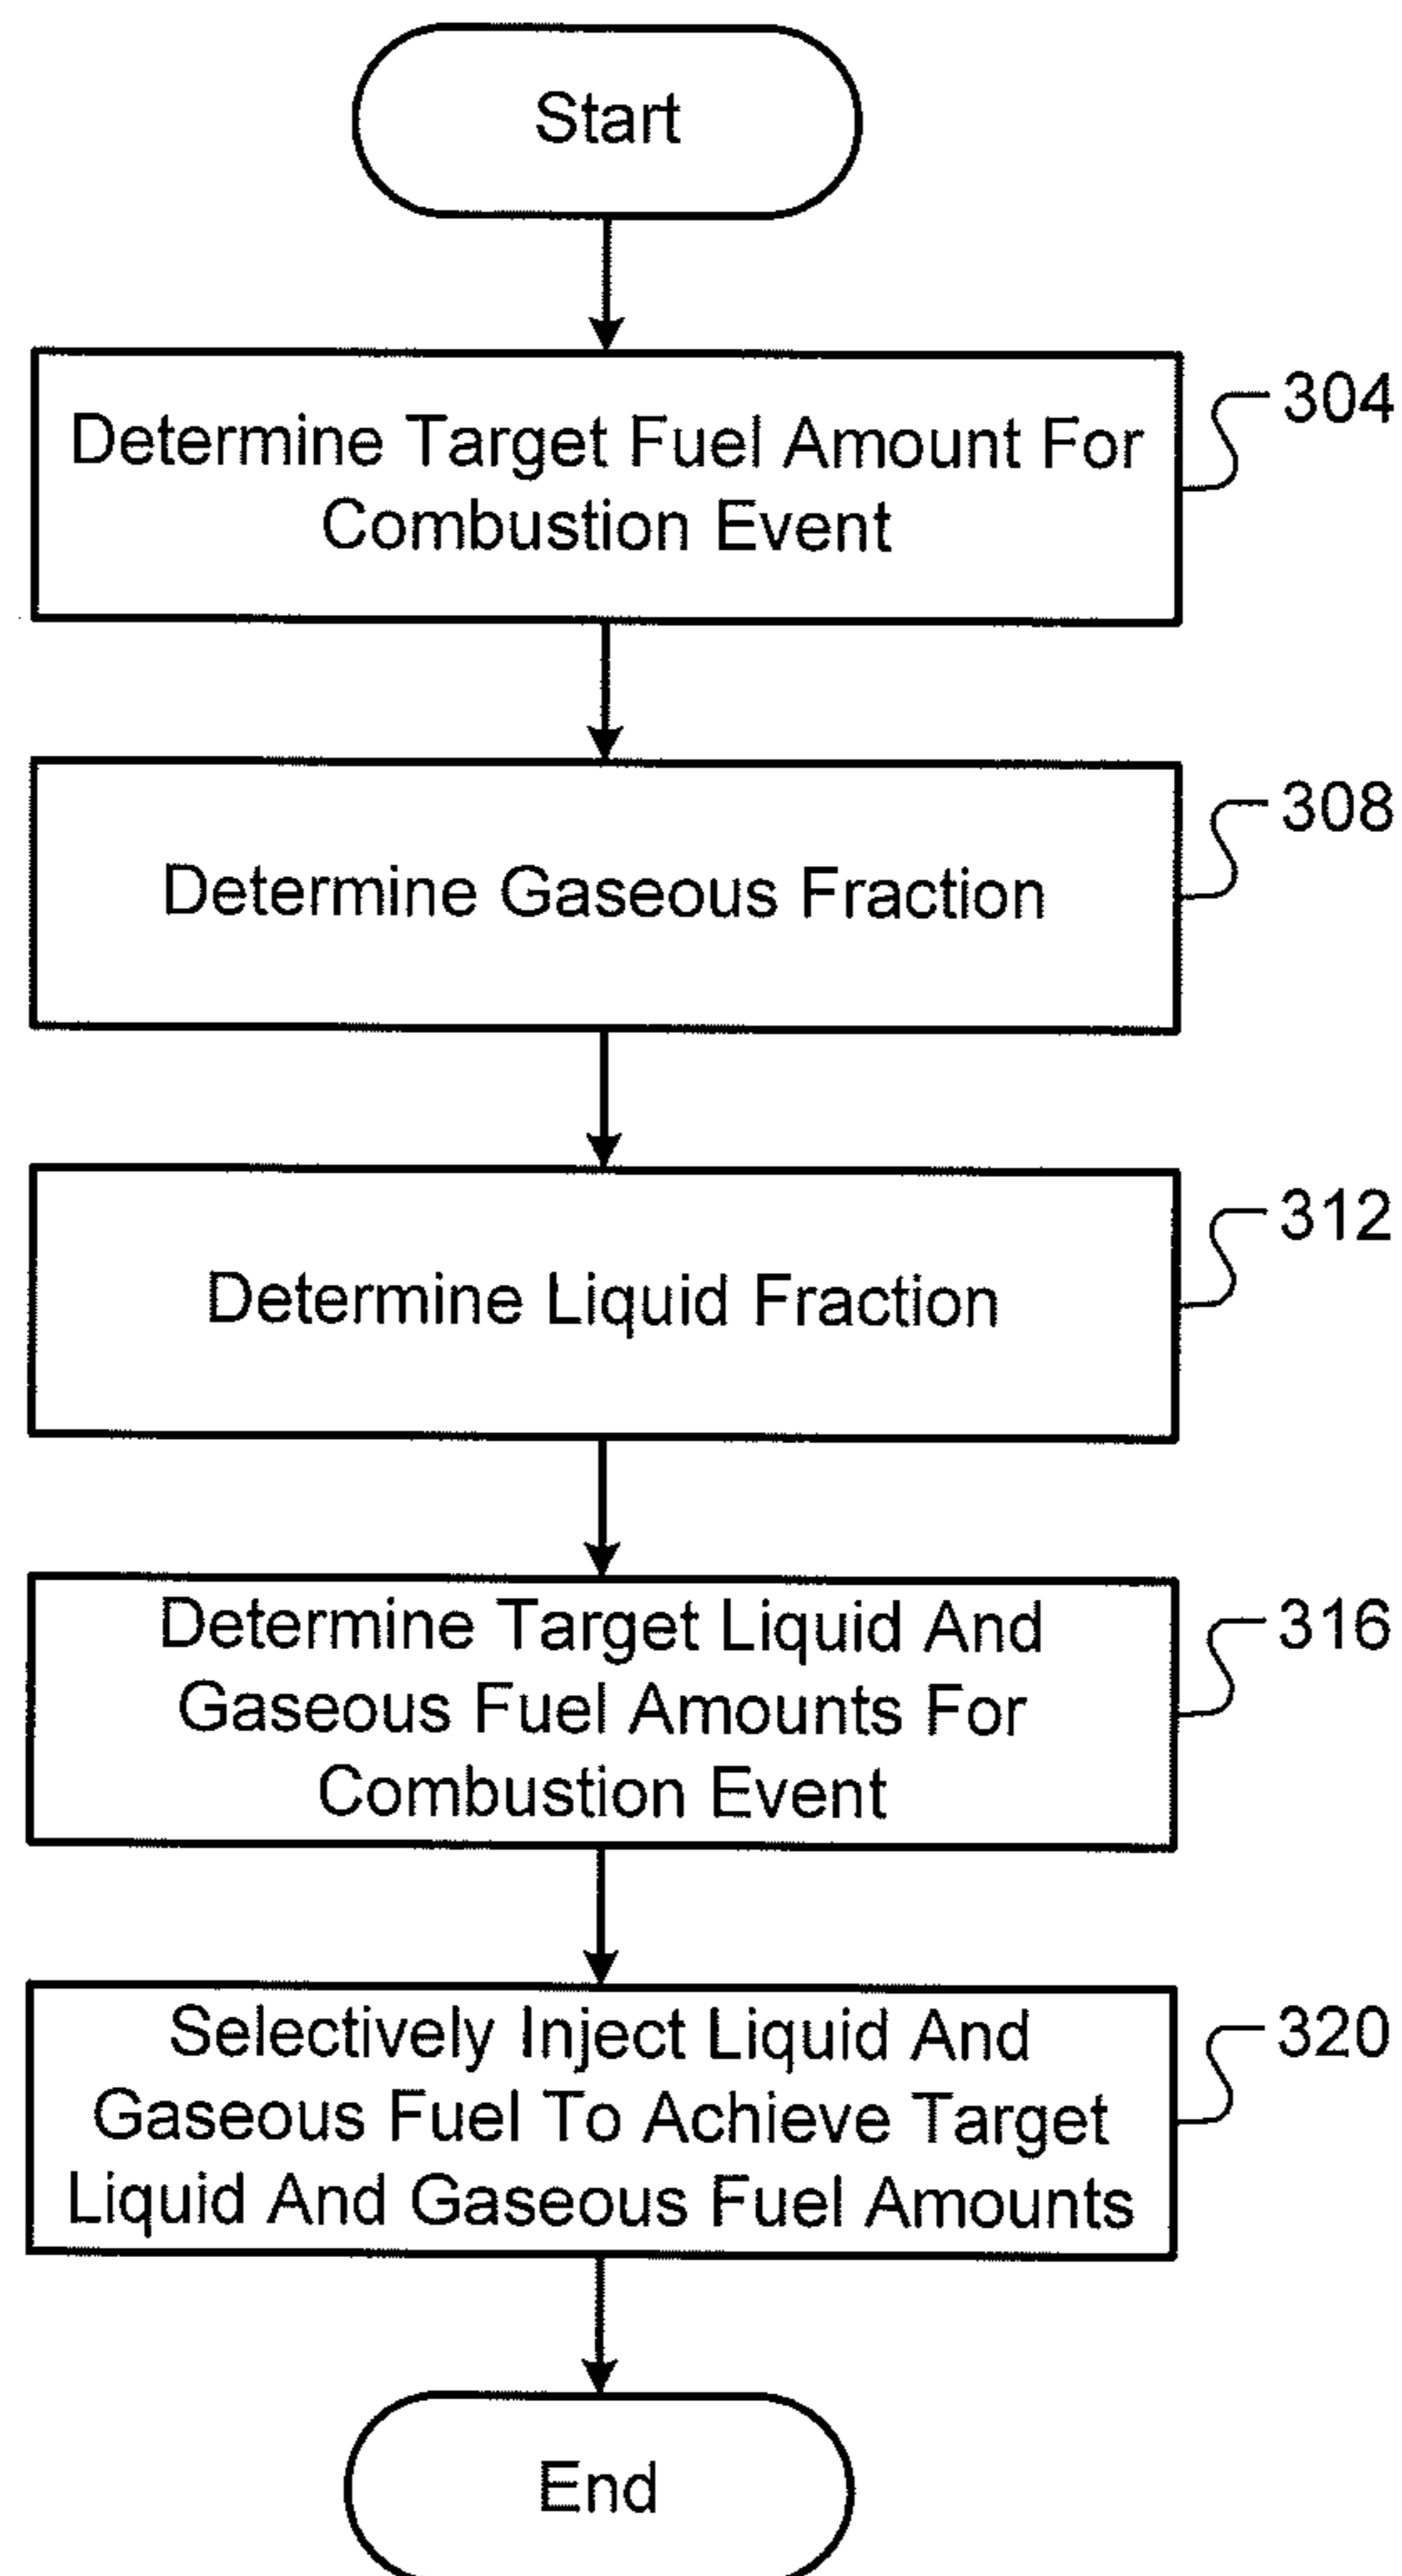 Start
Determine Target Fuel Amount For
Combustion Event
304
Determine Gaseous Fraction
308
Determine Liquid Fraction
312
Determine Target Liquid And
Gaseous Fuel Amounts For
Combustion Event
316
Selectively Inject Liquid And
Gaseous Fuel To Achieve Target
Liquid And Gaseous Fuel Amounts
320
End